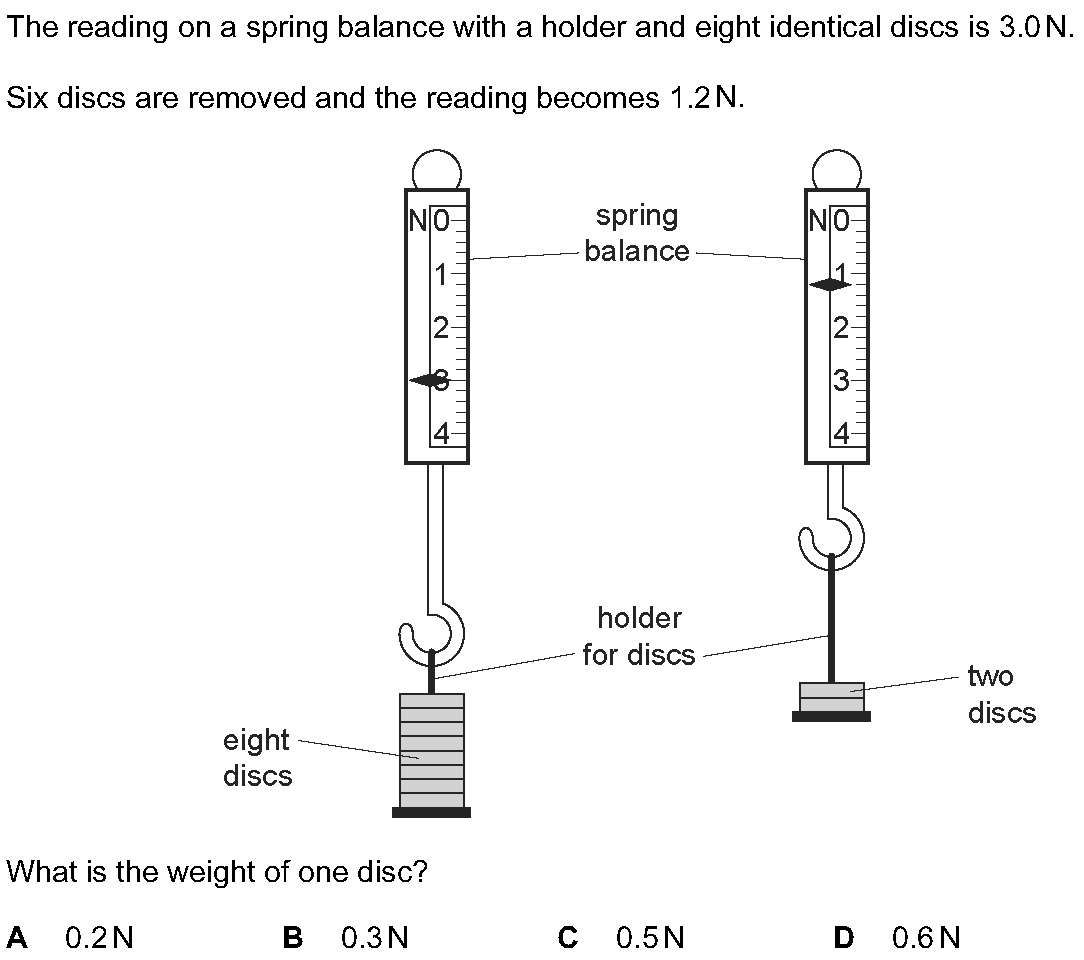 The reading on a spring balance with a holder and eight identical discs is 3.0 N.
Six discs are removed and the reading becomes 1.2 N.
N 0
1
2
3
4
spring
balance
N 0
1
2
3
4
holder
for discs
two
discs
eight
discs
What is the weight of one disc?
A 0.2 N B 0.3 N C 0.5 N D 0.6 N